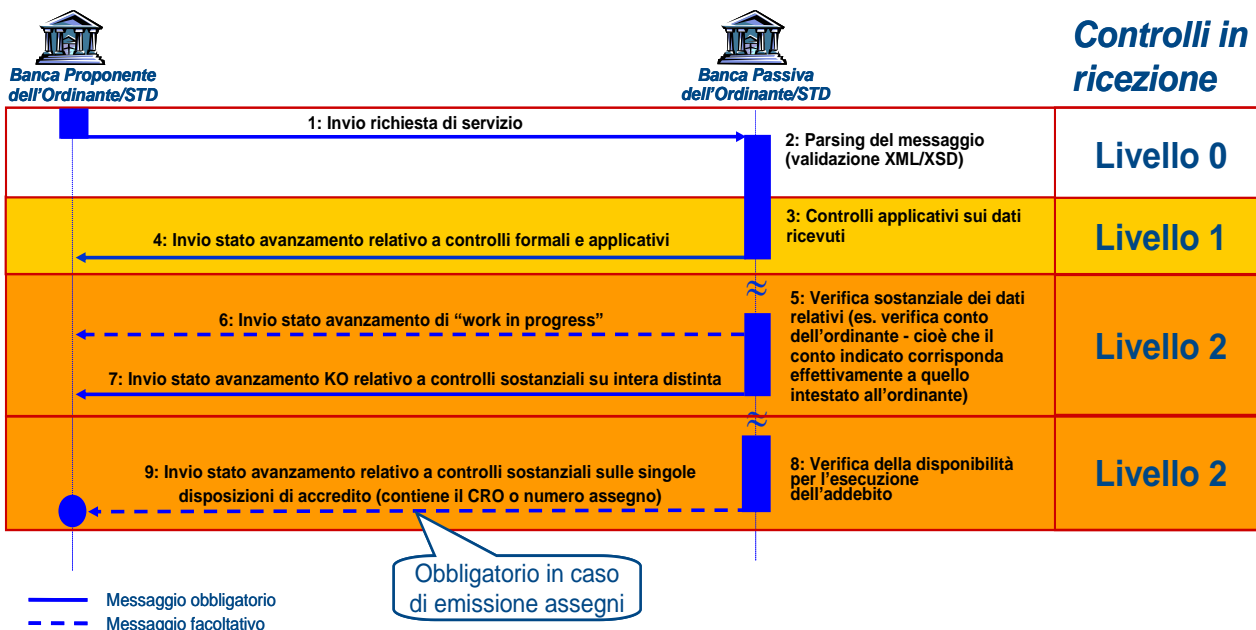 Banca Proponente
dell'Ordinante/STD
Banca Passiva
dell'Ordinante/STD
Controlli in
ricezione
1: Invio richiesta di servizio
2: Parsing del messaggio
(validazione XML/XSD)
Livello 0
3: Controlli applicativi sui dati
ricevuti
4: Invio stato avanzamento relativo a controlli formali e applicativi
Livello 1
5: Verifica sostanziale dei dati
relativi (es. verifica conto
dell'ordinante - cioè che il
conto indicato corrisponda
effettivamente a quello
intestato all'ordinante)
6: Invio stato avanzamento di “work in progress”
7: Invio stato avanzamento KO relativo a controlli sostanziali su intera distinta
Livello 2
8: Verifica della disponibilità
per l'esecuzione
dell'addebito
9: Invio stato avanzamento relativo a controlli sostanziali sulle singole
disposizioni di accredito (contiene il CRO o numero assegno)
Livello 2
Obbligatorio in caso
di emissione assegni
Messaggio obbligatorio
Messaggio facoltativo